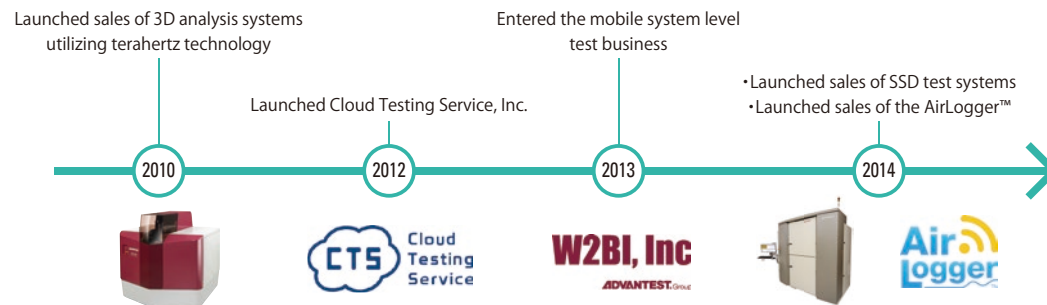 Launched sales of 3D analysis systems
utilizing terahertz technology
Entered the mobile system level
test business
Launched Cloud Testing Service, Inc.
・Launched sales of SSD test systems
・Launched sales of the AirLogger™
2010
2012
2013
2014
CTS
Cloud
Testing
Service
W2BI, Inc
ADVANTEST.Group
Air
Logger